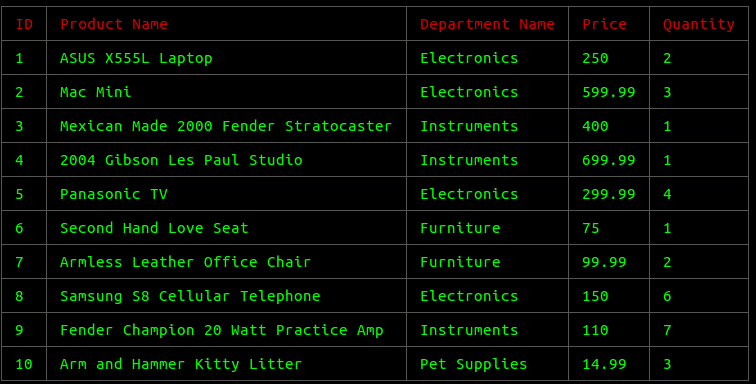 ID Product Name Department Name Price Quantity
1 ASUS X555L Laptop Electronics 250 2
2 Mac Mini Electronics 599.99 3
3 Mexican Made 2000 Fender Stratocaster Instruments 400 1
4 2004 Gibson Les Paul Studio Instruments 699.99 1
5 Panasonic TV Electronics 299.99 4
6 Second Hand Love Seat Furniture 75 1
7 Armless Leather Office Chair Furniture 99.99 2
8 Samsung S8 Cellular Telephone Electronics 150 6
9 Fender Champion 20 Watt Practice Amp Instruments 110 7
10 Arm and Hammer Kitty Litter Pet Supplies 14.99 3